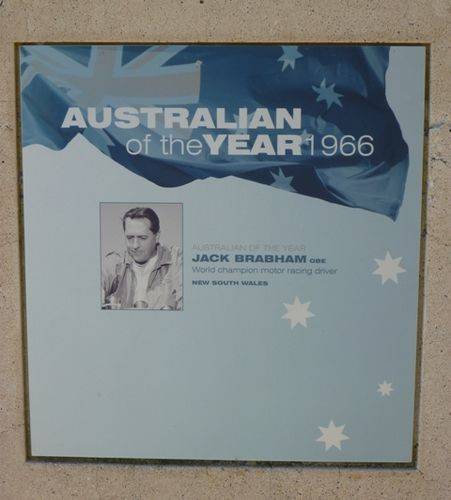 AUSTRALIAN
of the YEAR 1966
AUSTRALIAN OF THE YEAR
JACK BRABHAM OBE
World champion motor racing driver
NEW SOUTH WALES